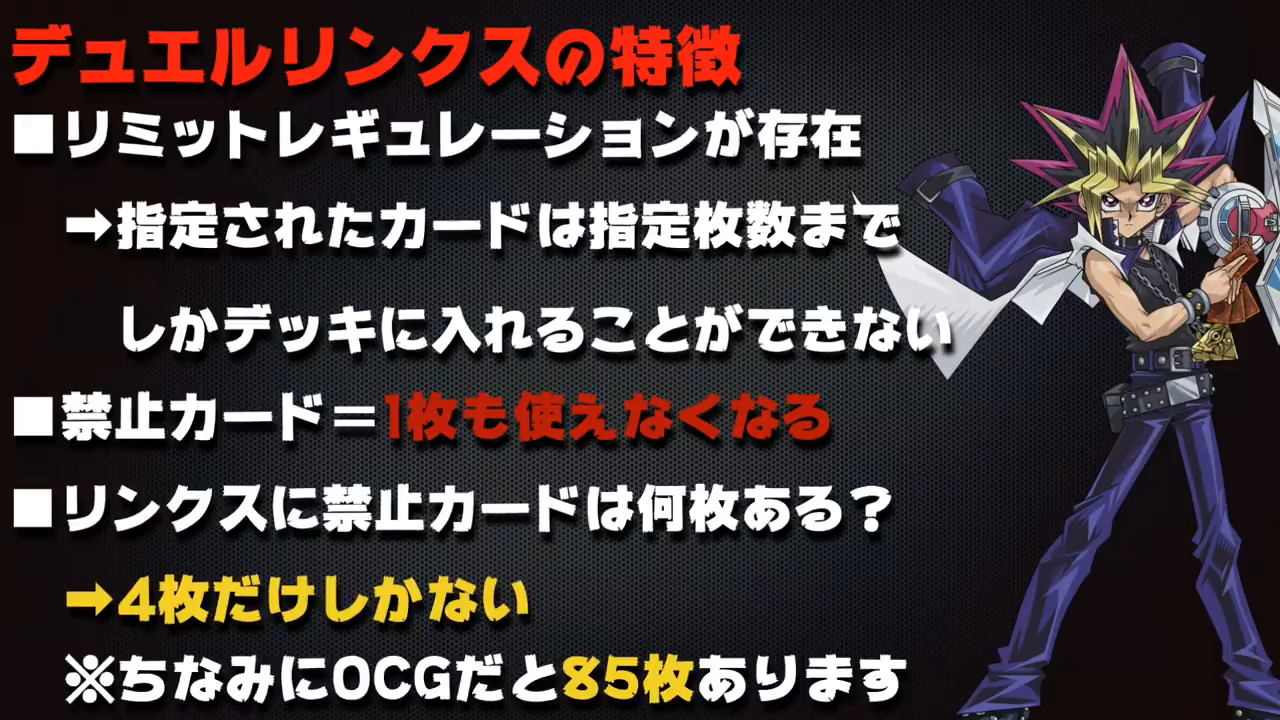 デュエルリンクスの特徴
■リミットレギュレーションが存在
➡指定されたカードは指定枚数まで
しかデッキに入れることができない
■禁止カード＝1枚も使えなくなる
■リンクスに禁止カードは何枚ある？
➡4枚だけしかない
※ちなみにOCGだと85枚あります